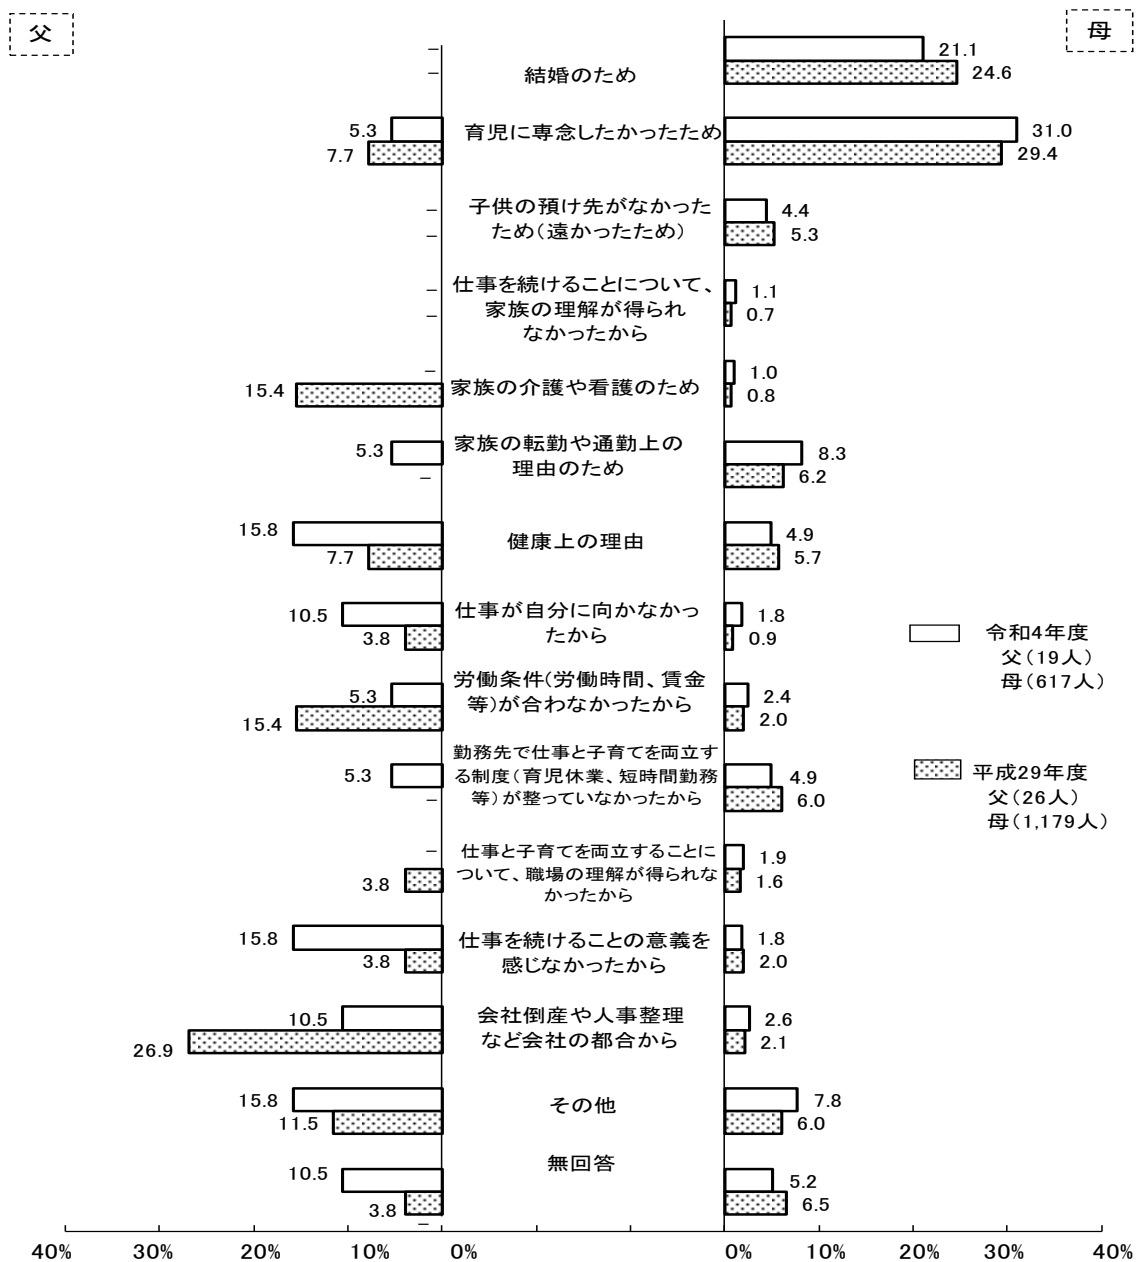 父
母
－
21.1
－
結婚のため
24.6
5.3
育児に専念したかったため
31.0
7.7
29.4
－
子供の預け先がなかった
4.4
－
ため（遠かったため）
5.3
－
仕事を続けることについて、
1.1
－
家族の理解が得られ
0.7
なかったから
－
1.0
15.4
家族の介護や看護のため
0.8
5.3
家族の転勤や通勤上の
8.3
－
理由のため
6.2
15.8
健康上の理由
4.9
7.7
5.7
10.5
仕事が自分に向かなかっ
1.8
3.8
たから
0.9
令和4年度
父（19人）
母（617人）
5.3
労働条件（労働時間、賃金
2.4
15.4
等）が合わなかったから
2.0
勤務先で仕事と子育てを両立す
5.3
る制度（育児休業、短時間勤務
4.9
－
等）が整っていなかったから
6.0
平成29年度
父（26人）
母（1,179人）
－
仕事と子育てを両立することに
1.9
3.8
ついて、職場の理解が得られな
1.6
かったから
15.8
仕事を続けることの意義を
1.8
3.8
感じなかったから
2.0
10.5
会社倒産や人事整理
2.6
26.9
など会社の都合から
2.1
15.8
その他
7.8
11.5
6.0
10.5
無回答
5.2
3.8
6.5
－
40% 30% 20% 10% 0% 0% 10% 20% 30% 40%